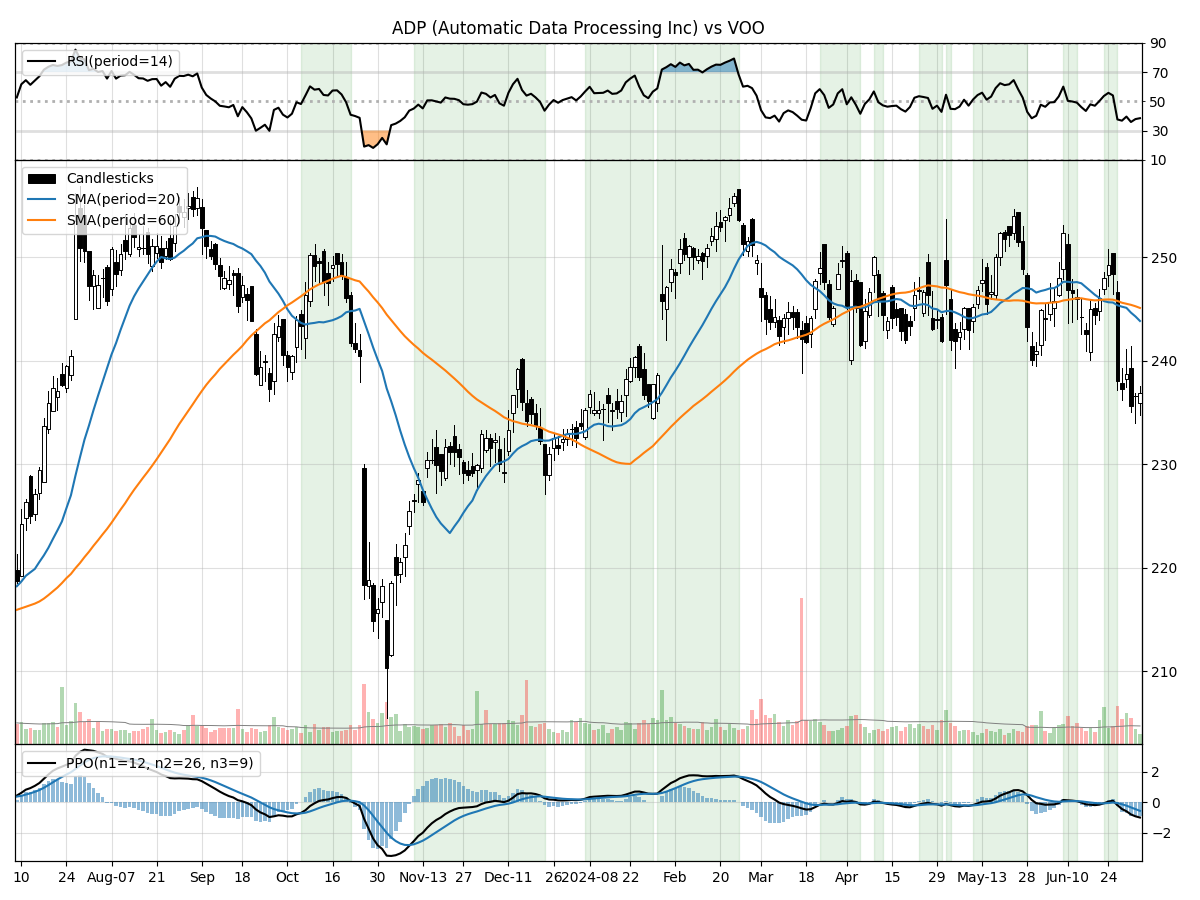 ADP (Automatic Data Processing Inc) vs VOO
RSI(period=14)
90
70
50
30
10
Candlesticks
SMA(period=20)
SMA(period=60)
250
240
230
220
210
PPO(n1=12, n2=26, n3=9)
2
0
−2
10 24 Aug-07 21 Sep 18 Oct 16 30 Nov-13 27 Dec-11 26 2024-08 22 Feb 20 Mar 18 Apr 15 29 May-13 28 Jun-10 24